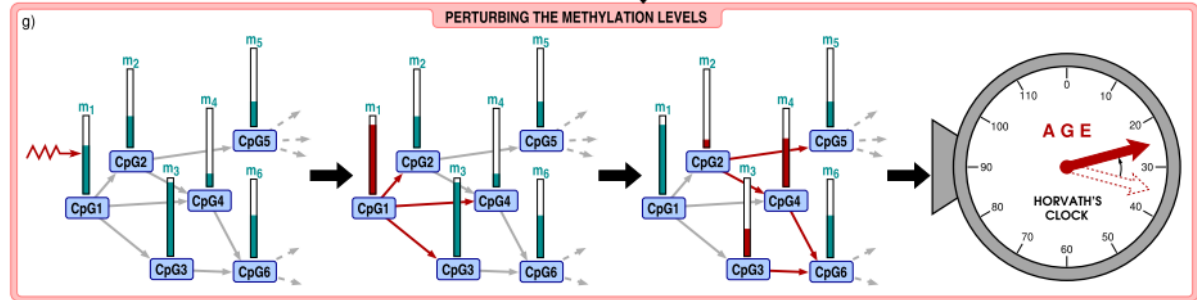 g)
PERTURBING THE METHYLATION LEVELS
m1
m2
m3
m4
m5
m6
CpG1
CpG2
CpG3
CpG4
CpG5
CpG6
m1
m2
m3
m4
m5
m6
CpG1
CpG2
CpG3
CpG4
CpG5
CpG6
m1
m2
m3
m4
m5
m6
CpG1
CpG2
CpG3
CpG4
CpG5
CpG6
0
10
20
30
40
50
60
70
80
90
100
110
AGE
HORVATH'S
CLOCK